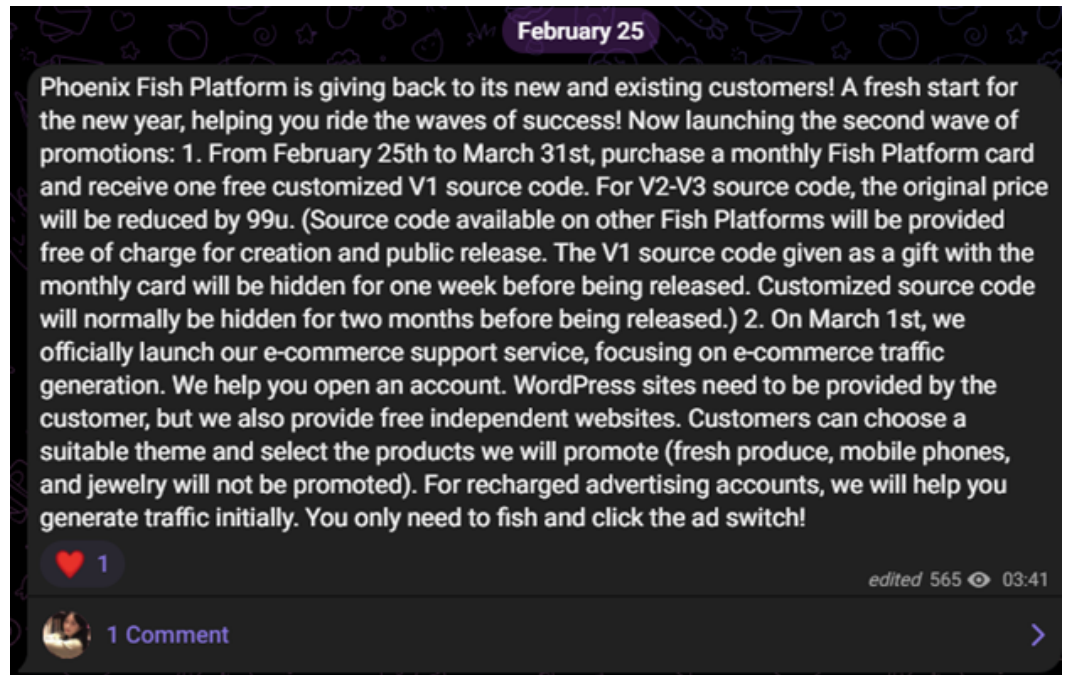 February 25
Phoenix Fish Platform is giving back to its new and existing customers! A fresh start for
the new year, helping you ride the waves of success! Now launching the second wave of
promotions: 1. From February 25th to March 31st, purchase a monthly Fish Platform card
and receive one free customized V1 source code. For V2-V3 source code, the original price
will be reduced by 99u. (Source code available on other Fish Platforms will be provided
free of charge for creation and public release. The V1 source code given as a gift with the
monthly card will be hidden for one week before being released. Customized source code
will normally be hidden for two months before being released.) 2. On March 1st, we
officially launch our e-commerce support service, focusing on e-commerce traffic
generation. We help you open an account. WordPress sites need to be provided by the
customer, but we also provide free independent websites. Customers can choose a
suitable theme and select the products we will promote (fresh produce, mobile phones,
and jewelry will not be promoted). For recharged advertising accounts, we will help you
generate traffic initially. You only need to fish and click the ad switch!
1
edited 565 03:41
1 Comment